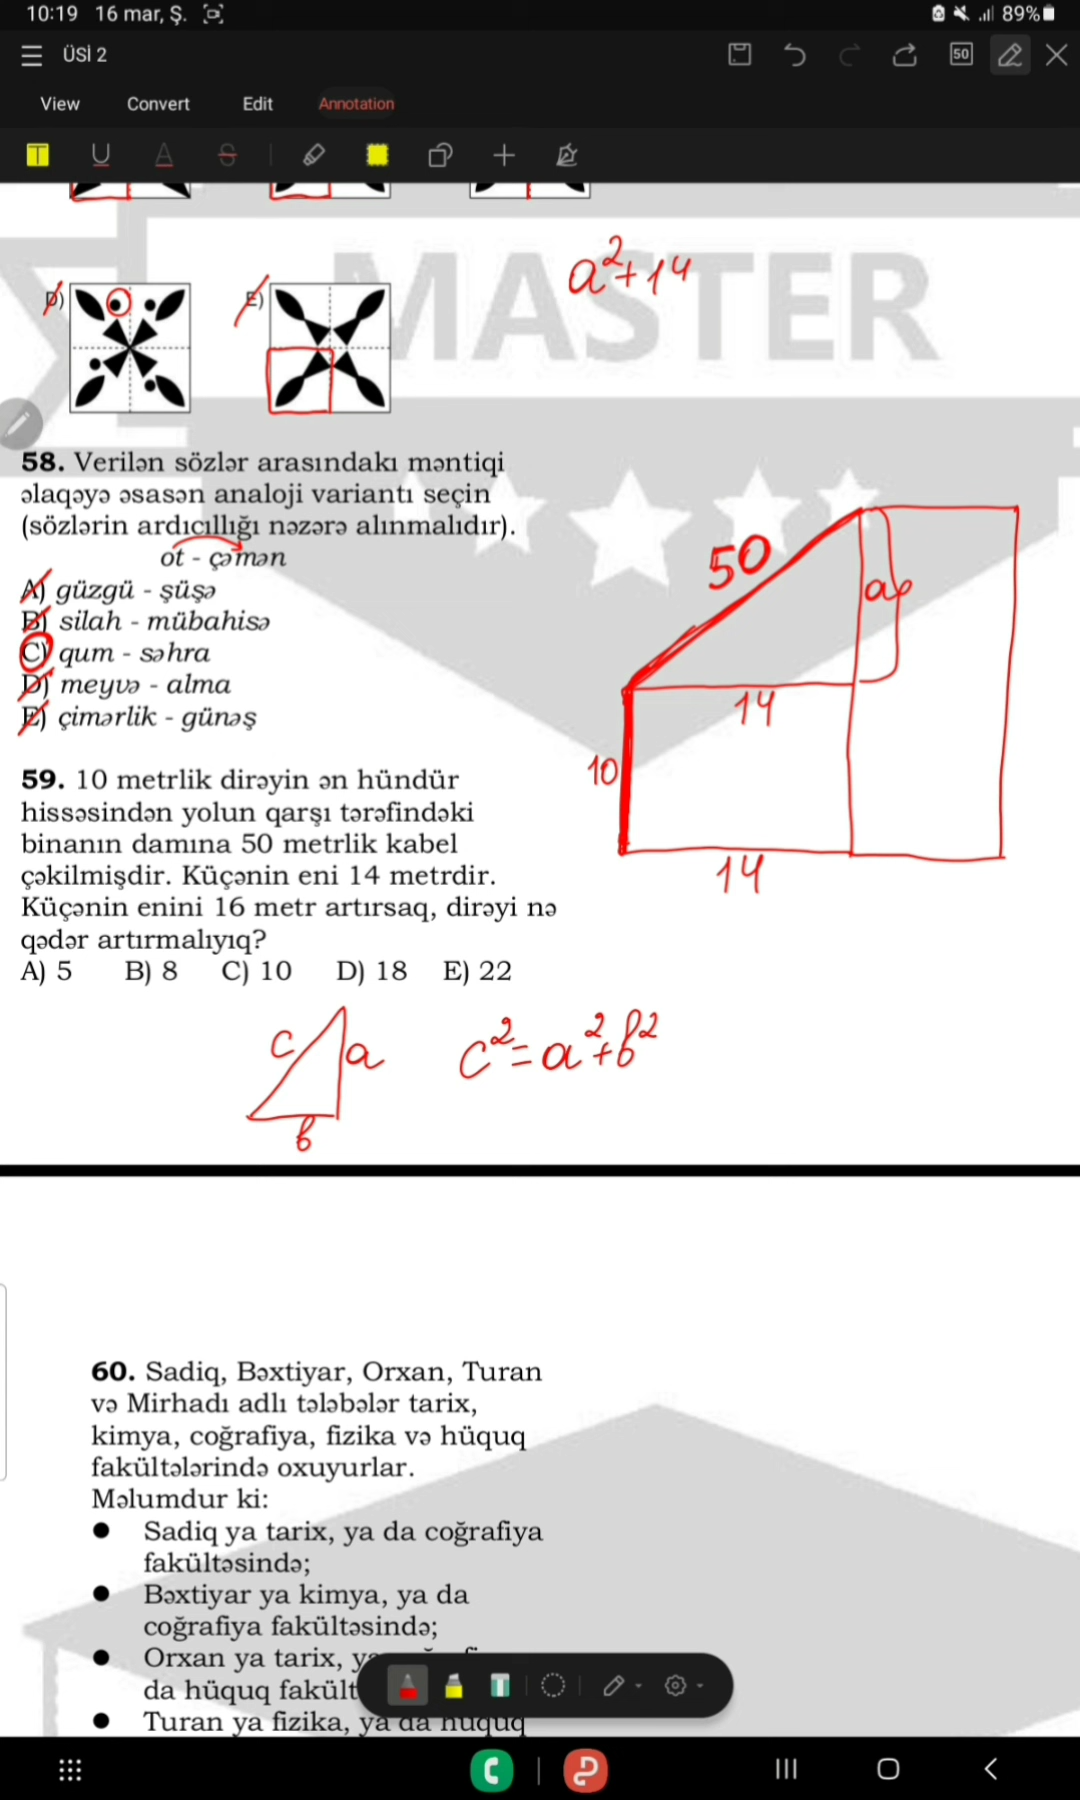 10:19 16 mar, Ş. 89%
ÜSİ 2 50
View Convert Edit Annotation
T U A S
MASTER
a²+14
D) E)
58. Verilən sözlər arasındakı məntiqi
əlaqəyə əsasən analoji variantı seçin
(sözlərin ardıcıllığı nəzərə alınmalıdır).
ot - çəmən
A) güzgü - şüşə
B) silah - mübahisə
C) qum - səhra
D) meyvə - alma
E) çimərlik - günəş
50
14
10
14
59. 10 metrlik dirəyin ən hündür
hissəsindən yolun qarşı tərəfindəki
binanın damına 50 metrlik kabel
çəkilmişdir. Küçənin eni 14 metrdir.
Küçənin enini 16 metr artırsaq, dirəyi nə
qədər artırmalıyıq?
A) 5 B) 8 C) 10 D) 18 E) 22
c a c²=a²+b²
b
60. Sadiq, Bəxtiyar, Orxan, Turan
və Mirhadı adlı tələbələr tarix,
kimya, coğrafiya, fizika və hüquq
fakültələrində oxuyurlar.
Məlumdur ki:
● Sadiq ya tarix, ya da coğrafiya
fakültəsində;
● Bəxtiyar ya kimya, ya da
coğrafiya fakültəsində;
● Orxan ya tarix,
da hüquq fakült
● Turan ya fizika, ya da hüquq